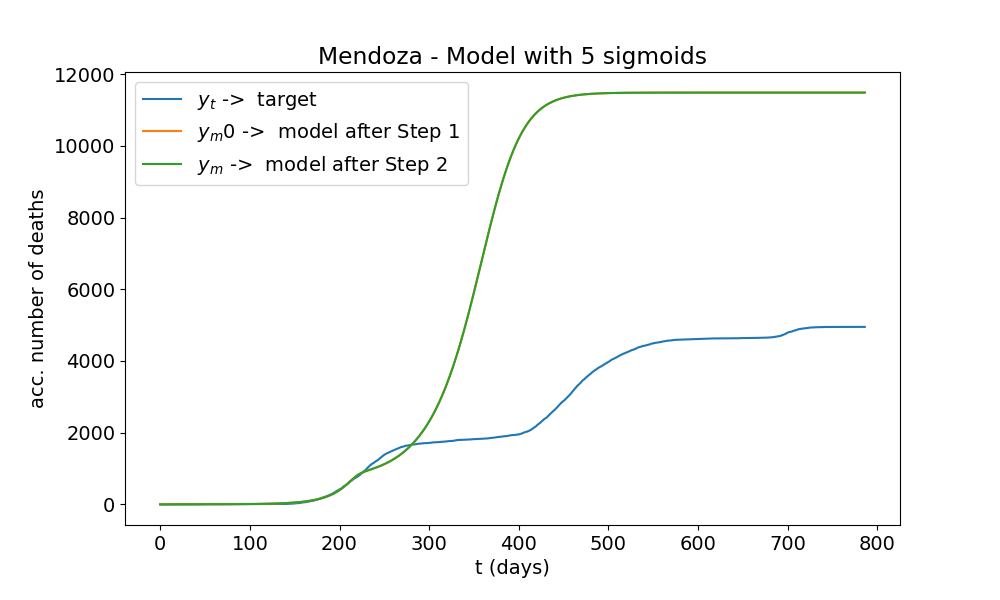 Mendoza - Model with 5 sigmoids
12000
10000
8000
6000
4000
2000
0
acc. number of deaths
y_t -> target
y_m0 -> model after Step 1
y_m -> model after Step 2
0 100 200 300 400 500 600 700 800
t (days)